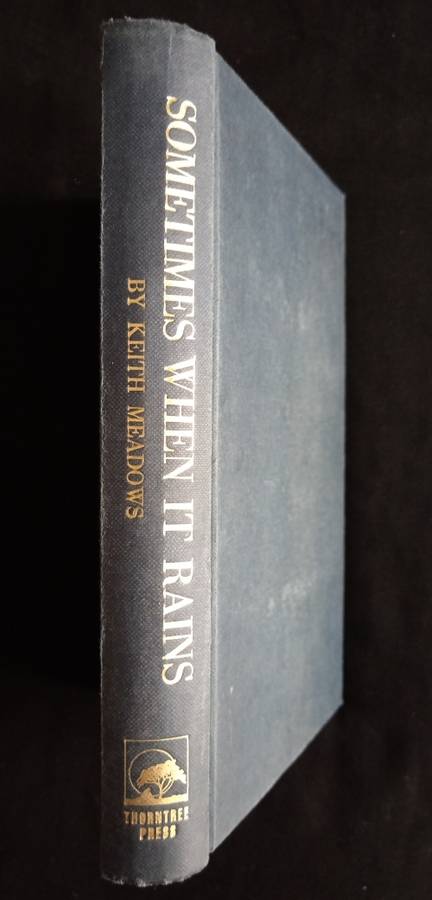 SOMETIMES WHEN IT RAINS
BY KEITH MEADOWS
THORNTREE
PRESS